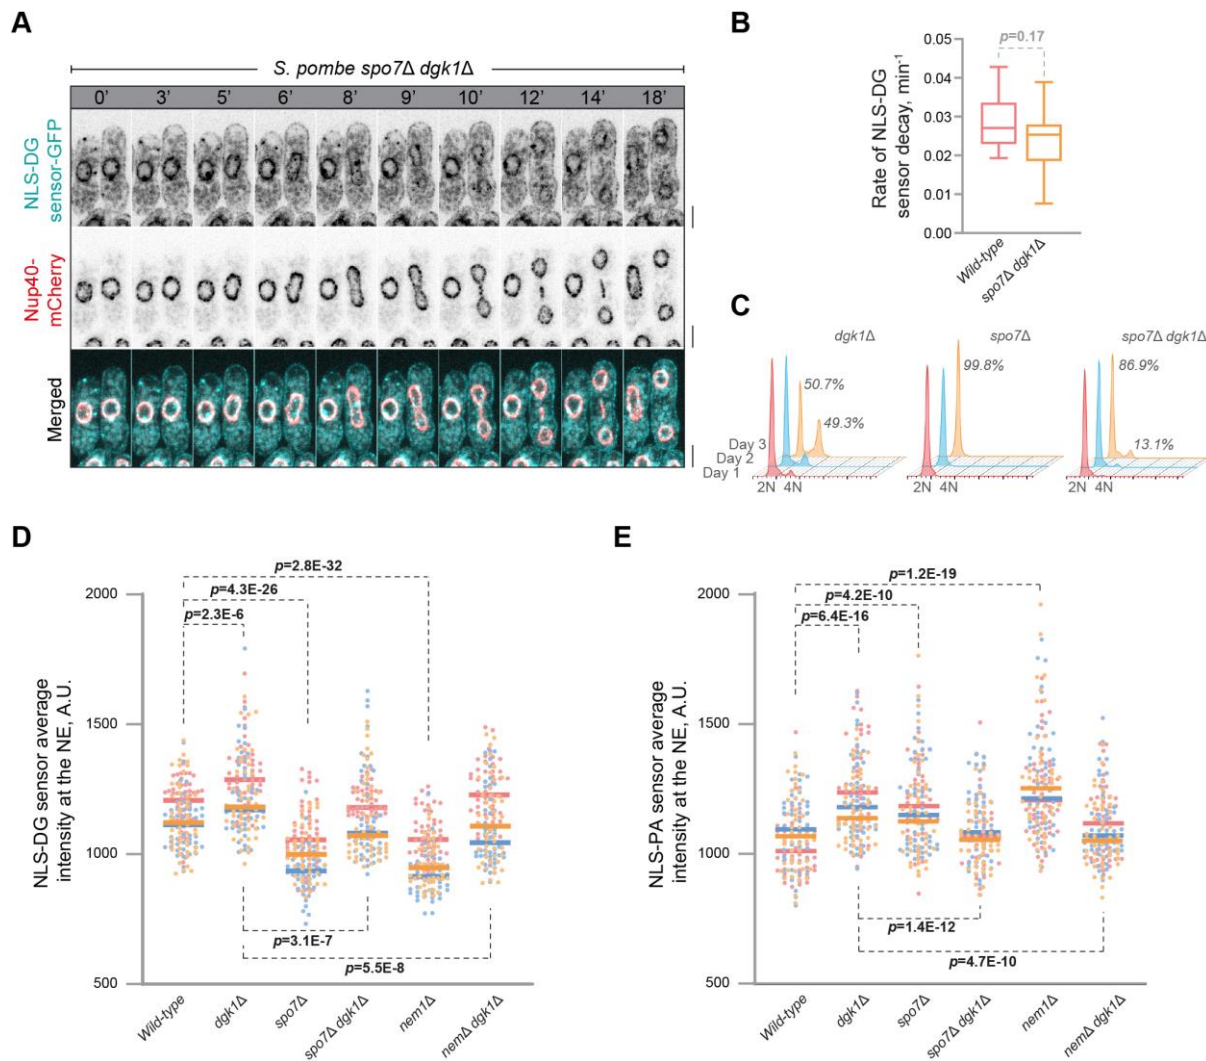 A
S. pombe spo7Δ dgk1Δ
0’ 3’ 5’ 6’ 8’ 9’ 10’ 12’ 14’ 18’
NLS-DG
sensor-GFP
Nup40-
mCherry
Merged
B
p=0.17
0.05
0.04
0.03
0.02
0.01
0.00
Rate of NLS-DG
sensor decay, min-1
Wild-type
spo7Δ dgk1Δ
C
dgk1Δ
spo7Δ
spo7Δ dgk1Δ
50.7%
49.3%
99.8%
86.9%
13.1%
Day 3
Day 2
Day 1
2N 4N
2N 4N
2N 4N
D
p=2.8E-32
p=4.3E-26
p=2.3E-6
2000
1500
1000
500
NLS-DG sensor average
intensity at the NE, A.U.
p=3.1E-7
p=5.5E-8
Wild-type
dgk1Δ
spo7Δ
spo7Δ dgk1Δ
nem1Δ
nemΔ dgk1Δ
E
p=1.2E-19
p=4.2E-10
p=6.4E-16
2000
1500
1000
500
NLS-PA sensor average
intensity at the NE, A.U.
p=1.4E-12
p=4.7E-10
Wild-type
dgk1Δ
spo7Δ
spo7Δ dgk1Δ
nem1Δ
nemΔ dgk1Δ